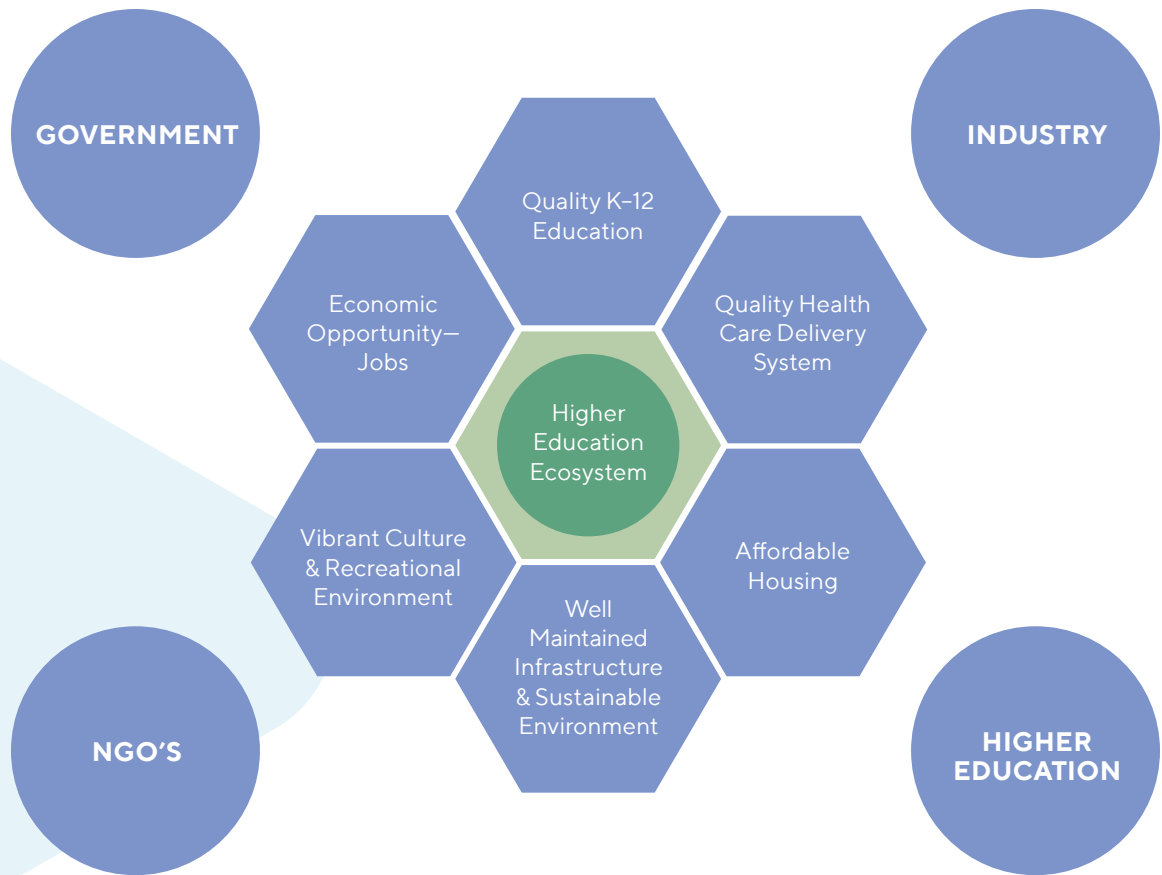 GOVERNMENT
INDUSTRY
Quality K–12
Education
Economic
Opportunity—
Jobs
Quality Health
Care Delivery
System
Higher
Education
Ecosystem
Vibrant Culture
& Recreational
Environment
Affordable
Housing
Well
Maintained
Infrastructure
& Sustainable
Environment
NGO’S
HIGHER
EDUCATION